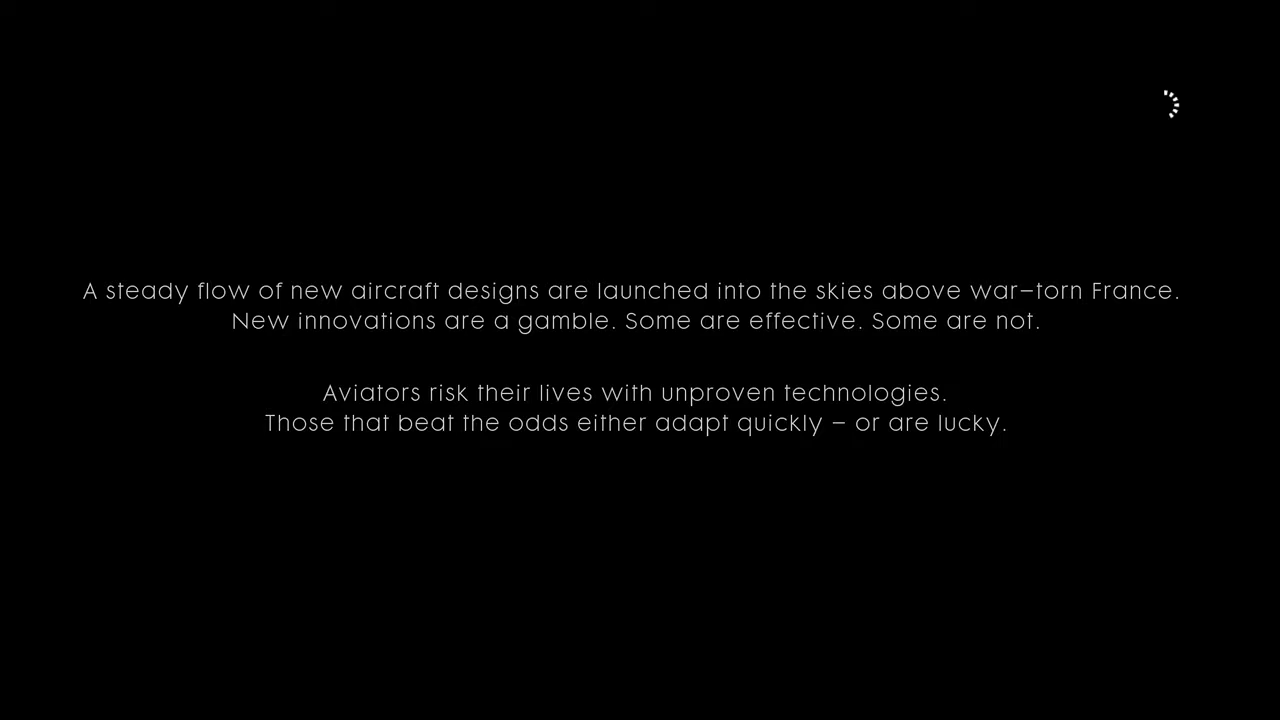 A steady flow of new aircraft designs are launched into the skies above war–torn France.
New innovations are a gamble. Some are effective. Some are not.
Aviators risk their lives with unproven technologies.
Those that beat the odds either adapt quickly – or are lucky.